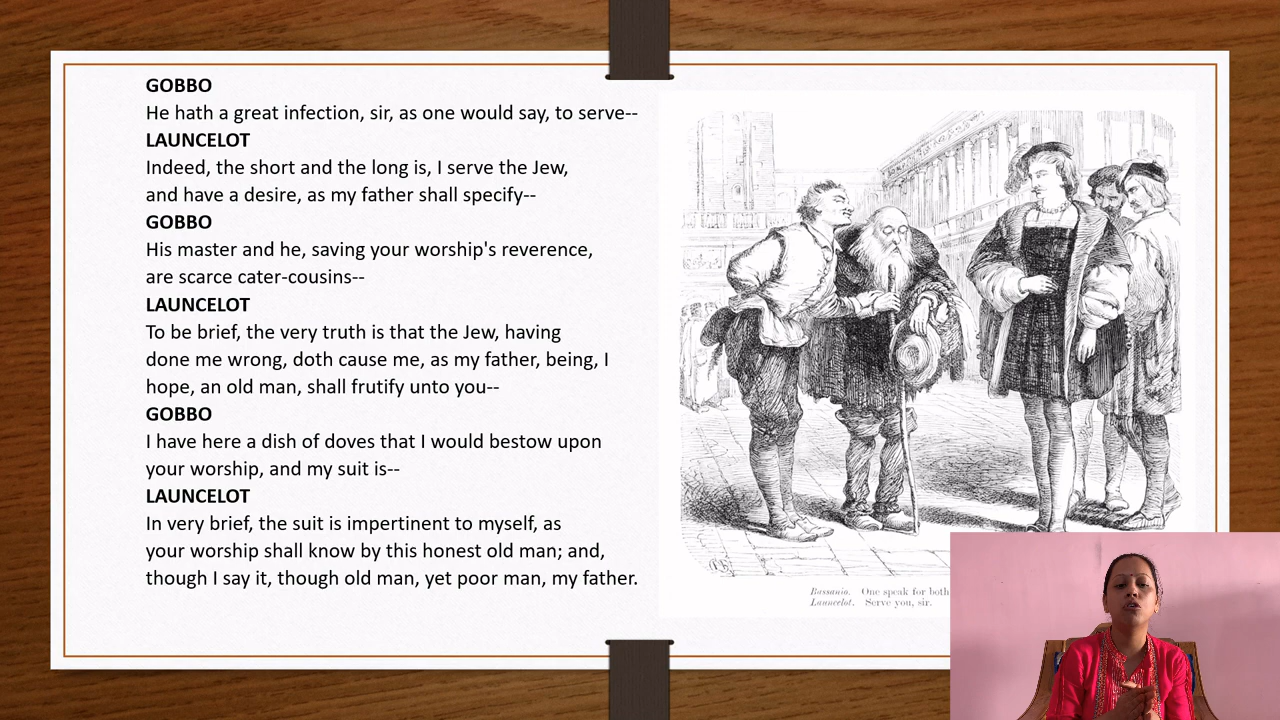 GOBBO
He hath a great infection, sir, as one would say, to serve--
LAUNCELOT
Indeed, the short and the long is, I serve the Jew,
and have a desire, as my father shall specify--
GOBBO
His master and he, saving your worship's reverence,
are scarce cater-cousins--
LAUNCELOT
To be brief, the very truth is that the Jew, having
done me wrong, doth cause me, as my father, being, I
hope, an old man, shall frutify unto you--
GOBBO
I have here a dish of doves that I would bestow upon
your worship, and my suit is--
LAUNCELOT
In very brief, the suit is impertinent to myself, as
your worship shall know by this honest old man; and,
though I say it, though old man, yet poor man, my father.
Bassanio. One speak for both
Launcelot. Serve you, sir.